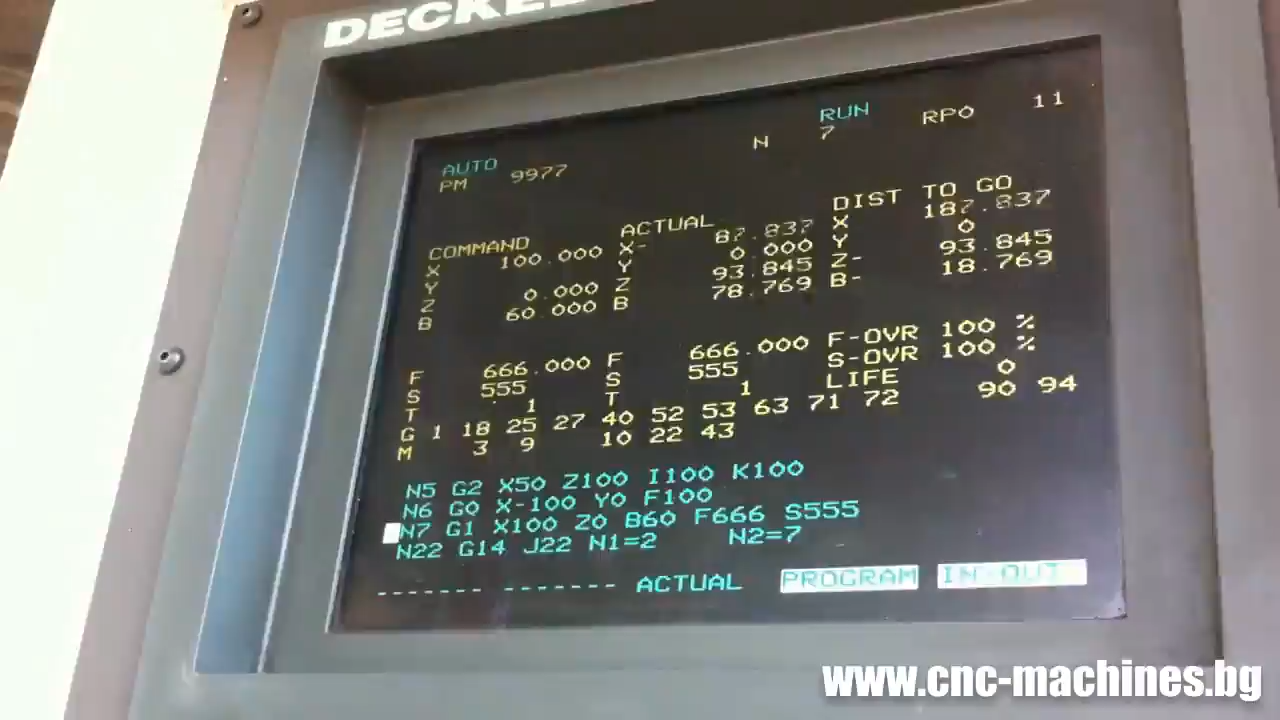 DECKEL
RUN
N 7 RPO 11
AUTO
PM 9977
COMMAND ACTUAL DIST TO GO
X 100.000 X- 87.837 X 187.837
Y Y 0.000 Y 0
Z 0.000 Z 93.845 Z- 93.845
B 60.000 B 78.769 B- 18.769
F 666.000 F 666.000 F-OVR 100 %
S 555 S 555 S-OVR 100 %
T 1 T 1 LIFE 0
G 1 18 25 27 40 52 53 63 71 72 90 94
M 3 9 10 22 43
N5 G2 X50 Z100 I100 K100
N6 G0 X-100 Y0 F100
N7 G1 X100 Z0 B60 F666 S555
N22 G14 J22 N1=2 N2=7
------- ------- ACTUAL PROGRAM IN-OUT
www.cnc-machines.bg